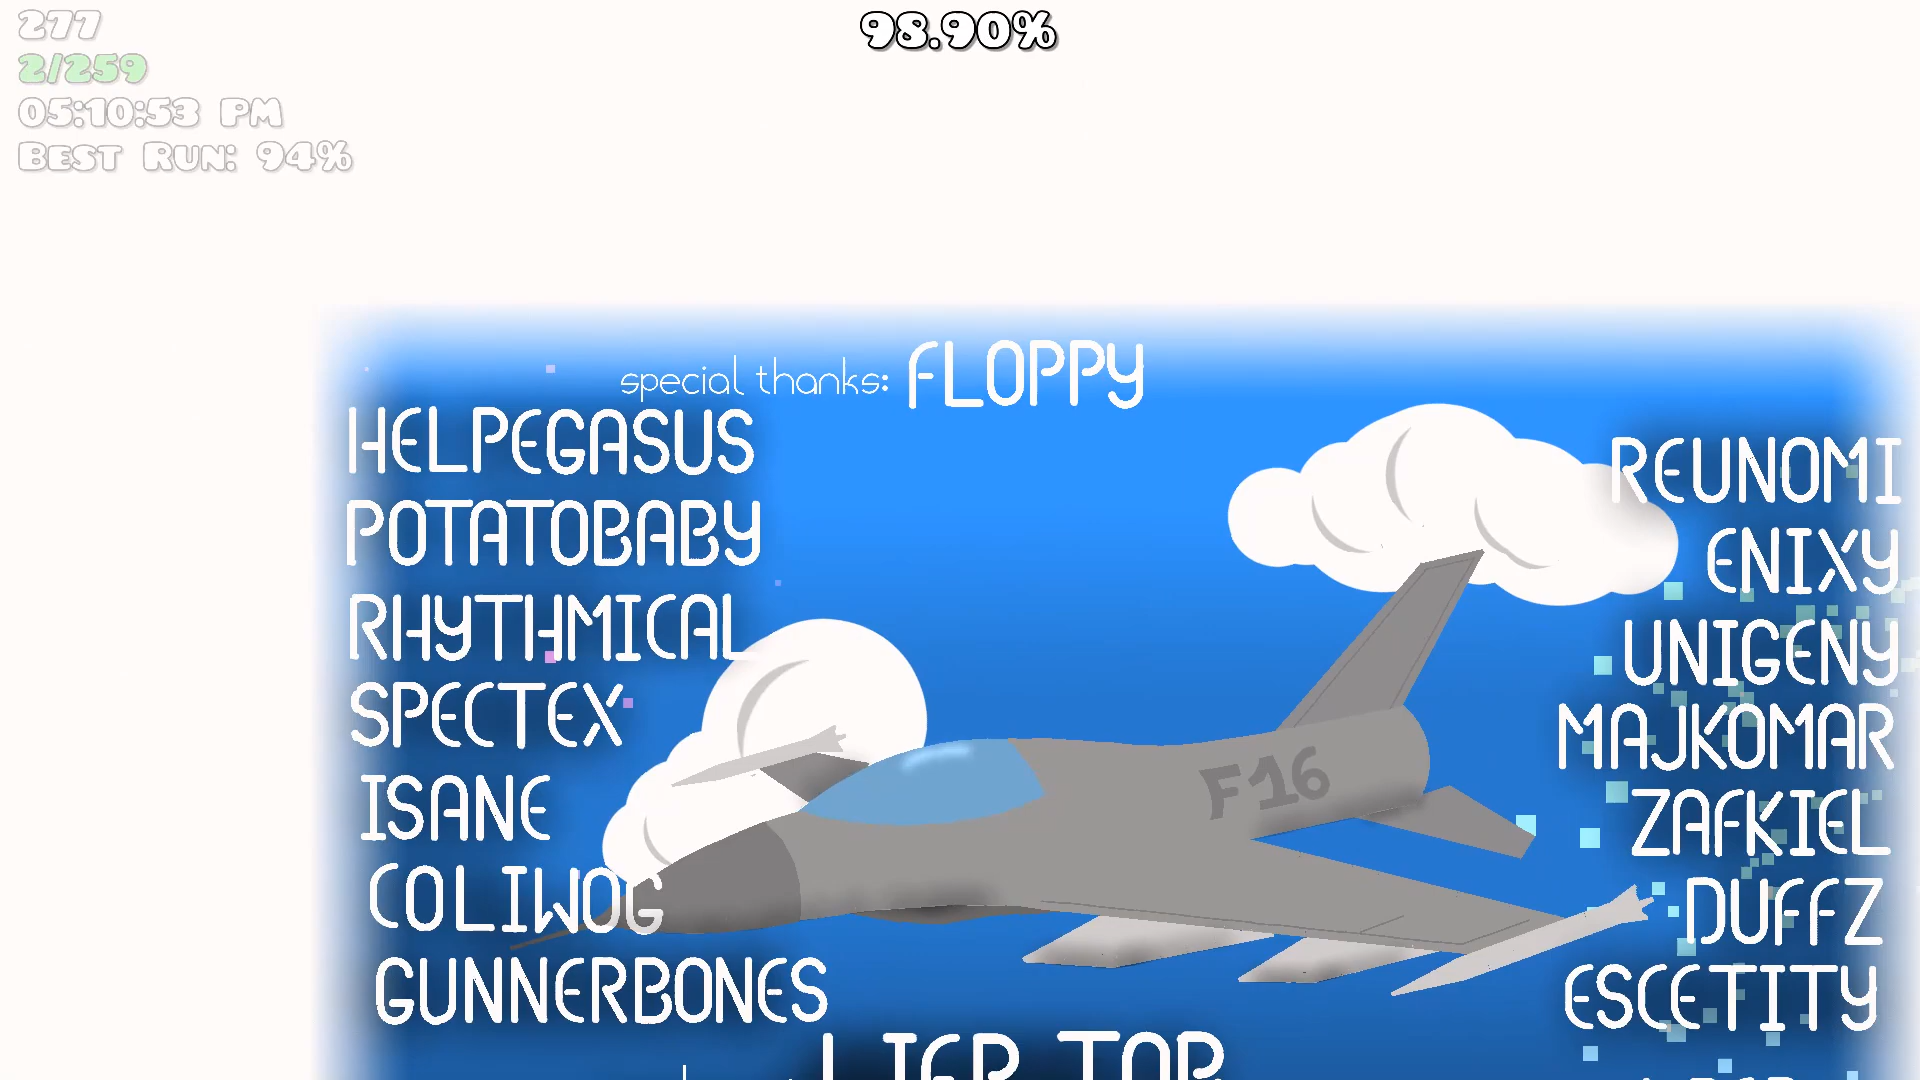 277
98.90%
2/259
05:10:53 PM
BEST RUN: 94%
special thanks: FLOPPY
HELPEGASUS
POTATOBABY
RHYTHMICAL
SPECTEX
ISANE
COLIWOG
GUNNERBONES
REUNOMI
ENIXY
UNIGENY
MAJKOMAR
ZAFKIEL
DUFFZ
ESCETITY
F16